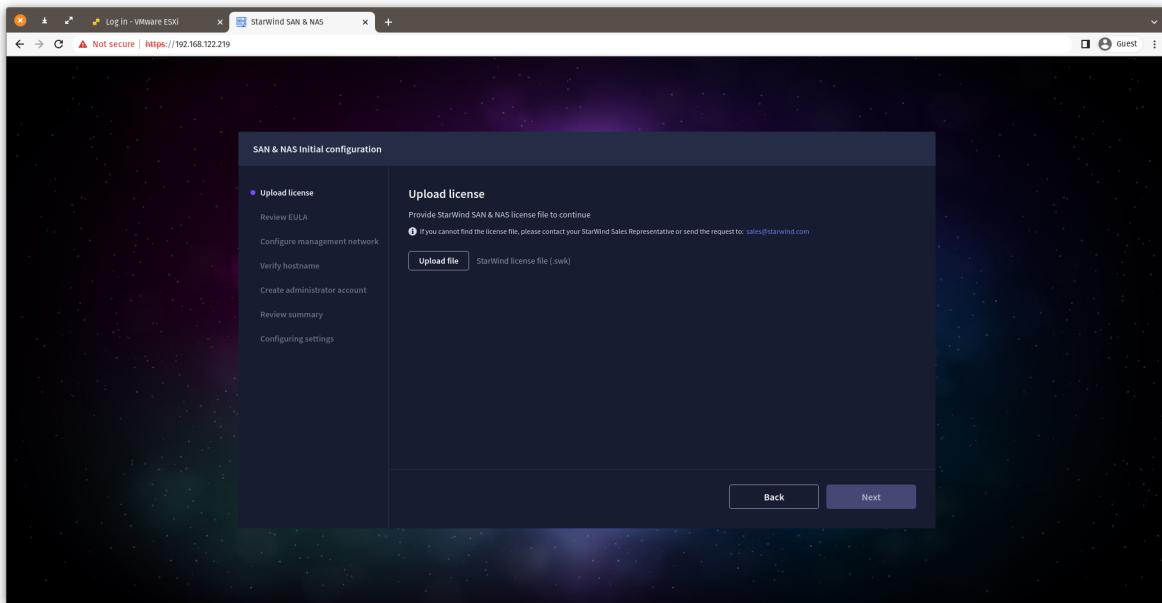 Log in - VMware ESXi
StarWind SAN & NAS
Not secure | https://192.168.122.219
Guest
SAN & NAS Initial configuration
Upload license
Review EULA
Configure management network
Verify hostname
Create administrator account
Review summary
Configuring settings
Upload license
Provide StarWind SAN & NAS license file to continue
If you cannot find the license file, please contact your StarWind Sales Representative or send the request to: sales@starwind.com
Upload file StarWind license file (.swk)
Back Next